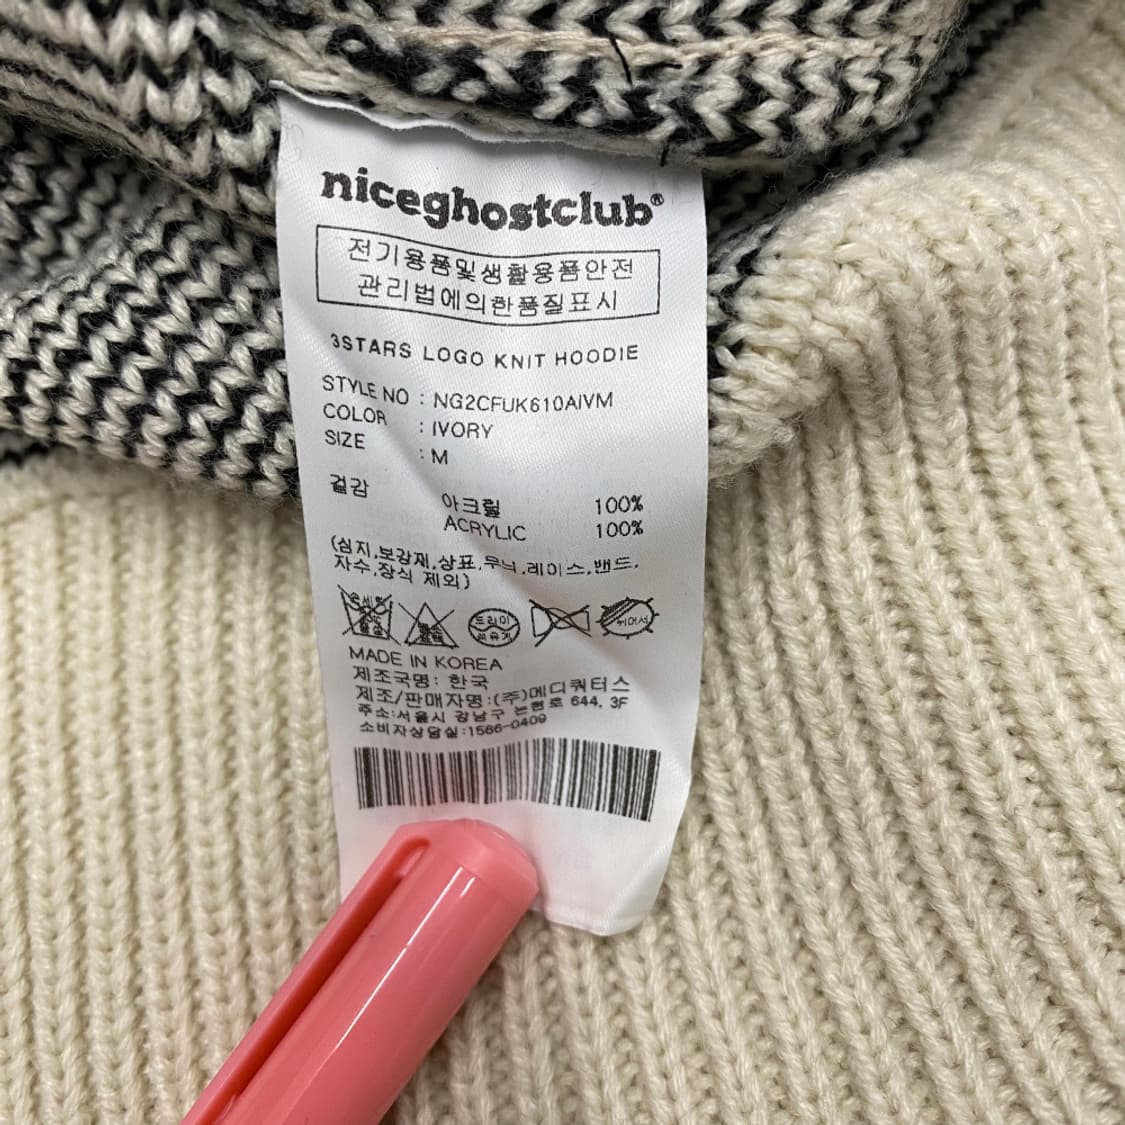 niceghostclub®
전기용품및생활용품안전
관리법에의한품질표시
3STARS LOGO KNIT HOODIE
STYLE NO : NG2CFUK610AIVM
COLOR : IVORY
SIZE : M
겉감 아크릴 100%
ACRYLIC 100%
(심지,보강재,상표,무늬,레이스,밴드,
자수,장식 제외)
드라이
MADE IN KOREA
제조국명: 한국
제조/판매자명:(주)메디쿼터스
주소:서울시 강남구 논현로 644, 3F
소비자상담실:1566-0409